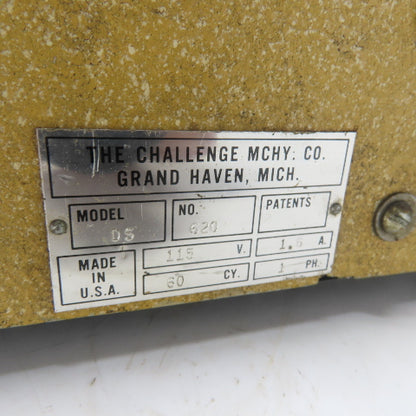 THE CHALLENGE MCHY. CO.
GRAND HAVEN, MICH.
MODEL NO. PATENTS
DS 620
MADE IN U.S.A.
115 V. 1.5 A.
60 CY. 1 PH.